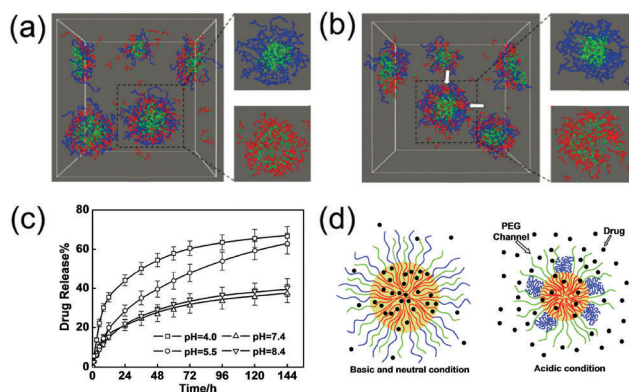 (a)
(b)
(c)
Drug Release%
80
60
40
20
0
0 24 48 72 96 120 144
Time/h
pH=4.0 pH=7.4
pH=5.5 pH=8.4
(d)
PEG
Channel
Drug
Basic and neutral condition
Acidic condition